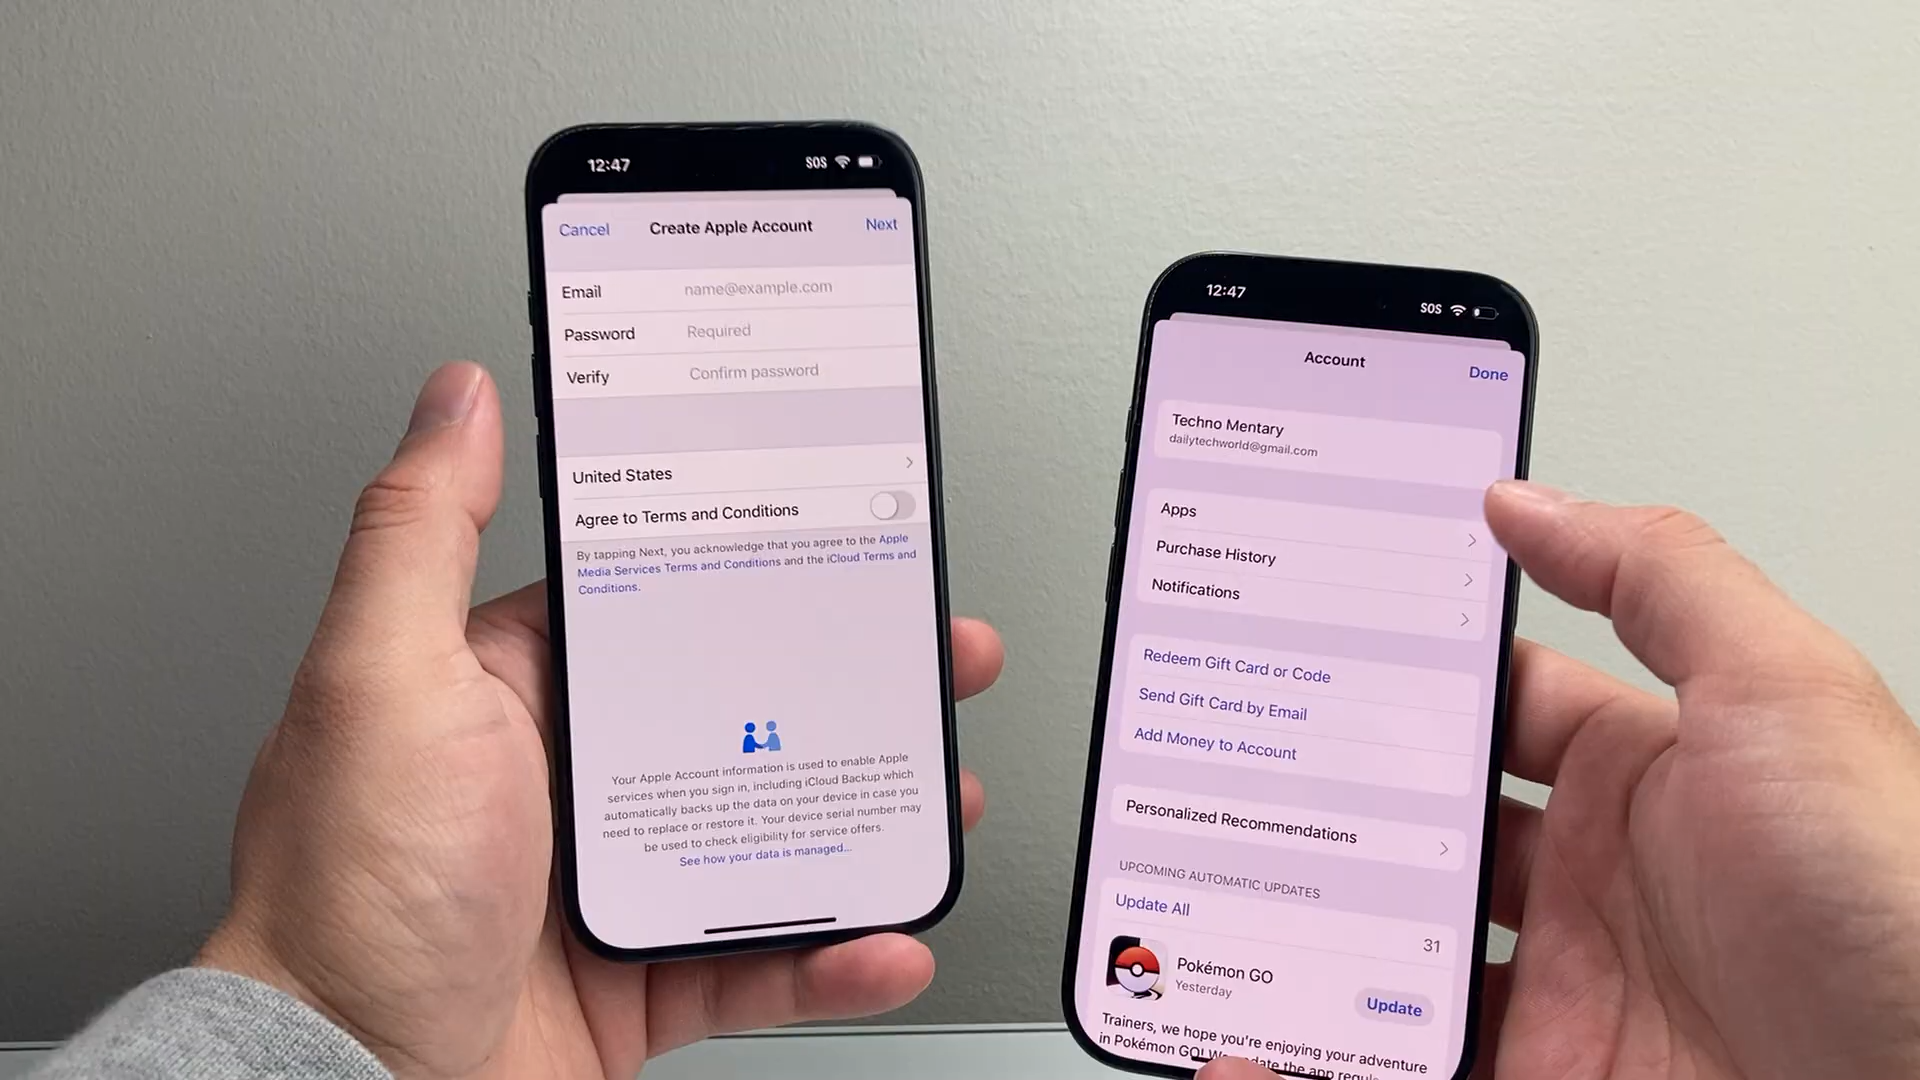 12:47
SOS
Cancel
Create Apple Account
Next
Email
name@example.com
Password
Required
Verify
Confirm password
United States
Agree to Terms and Conditions
By tapping Next, you acknowledge that you agree to the Apple
Media Services Terms and Conditions and the iCloud Terms and
Conditions.
Your Apple Account information is used to enable Apple
services when you sign in, including iCloud Backup which
automatically backs up the data on your device in case you
need to replace or restore it. Your device serial number may
be used to check eligibility for service offers.
See how your data is managed...
12:47
SOS
Account
Done
Techno Mentary
dailytechworld@gmail.com
Apps
Purchase History
Notifications
Redeem Gift Card or Code
Send Gift Card by Email
Add Money to Account
Personalized Recommendations
UPCOMING AUTOMATIC UPDATES
Update All
31
Pokémon GO
Yesterday
Update
Trainers, we hope you're enjoying your adventure
in Pokémon GO! the app